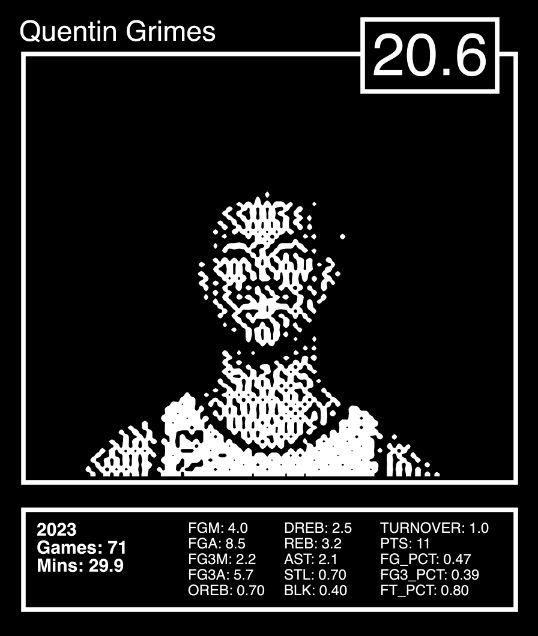 Quentin Grimes
20.6
2023
Games: 71
Mins: 29.9
FGM: 4.0
FGA: 8.5
FG3M: 2.2
FG3A: 5.7
OREB: 0.70
DREB: 2.5
REB: 3.2
AST: 2.1
STL: 0.70
BLK: 0.40
TURNOVER: 1.0
PTS: 11
FG_PCT: 0.47
FG3_PCT: 0.39
FT_PCT: 0.80